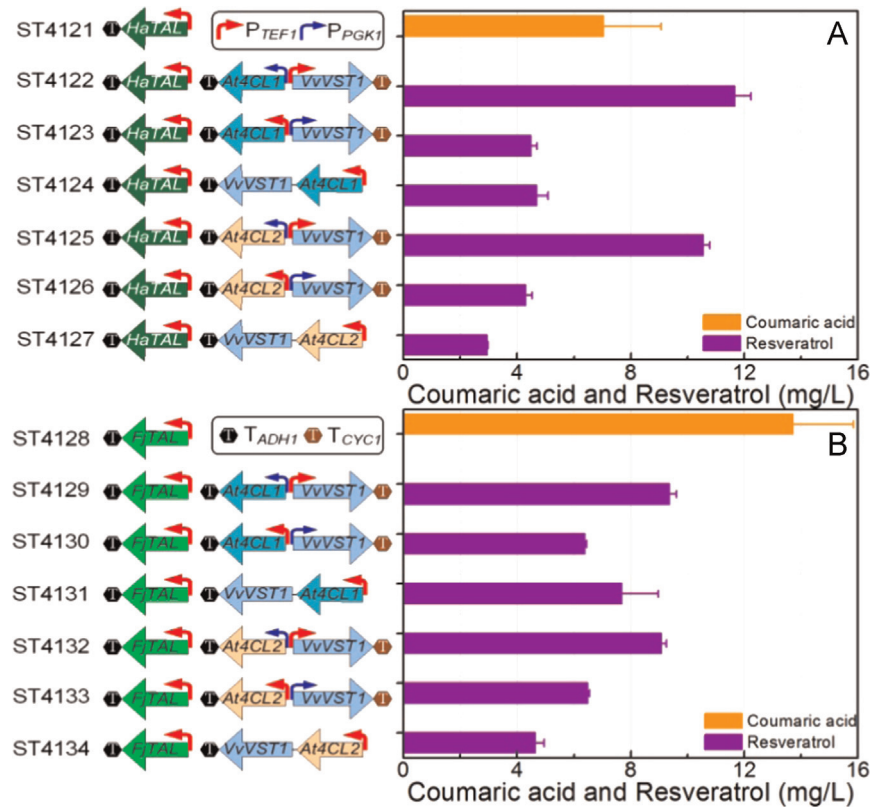 A
ST4121 T HaTAL P_TEF1 P_PGK1
ST4122 T HaTAL T At4CL1 VvVST1 T
ST4123 T HaTAL T At4CL1 VvVST1 T
ST4124 T HaTAL T VvVST1 At4CL1
ST4125 T HaTAL T At4CL2 VvVST1 T
ST4126 T HaTAL T At4CL2 VvVST1 T
ST4127 T HaTAL T VvVST1 At4CL2
Coumaric acid
Resveratrol
0 4 8 12 16
Coumaric acid and Resveratrol (mg/L)
B
ST4128 T FjTAL T T_ADH1 T T_CYC1
ST4129 T FjTAL T At4CL1 VvVST1 T
ST4130 T FjTAL T At4CL1 VvVST1 T
ST4131 T FjTAL T VvVST1 At4CL1
ST4132 T FjTAL T At4CL2 VvVST1 T
ST4133 T FjTAL T At4CL2 VvVST1 T
ST4134 T FjTAL T VvVST1 At4CL2
Coumaric acid
Resveratrol
0 4 8 12 16
Coumaric acid and Resveratrol (mg/L)